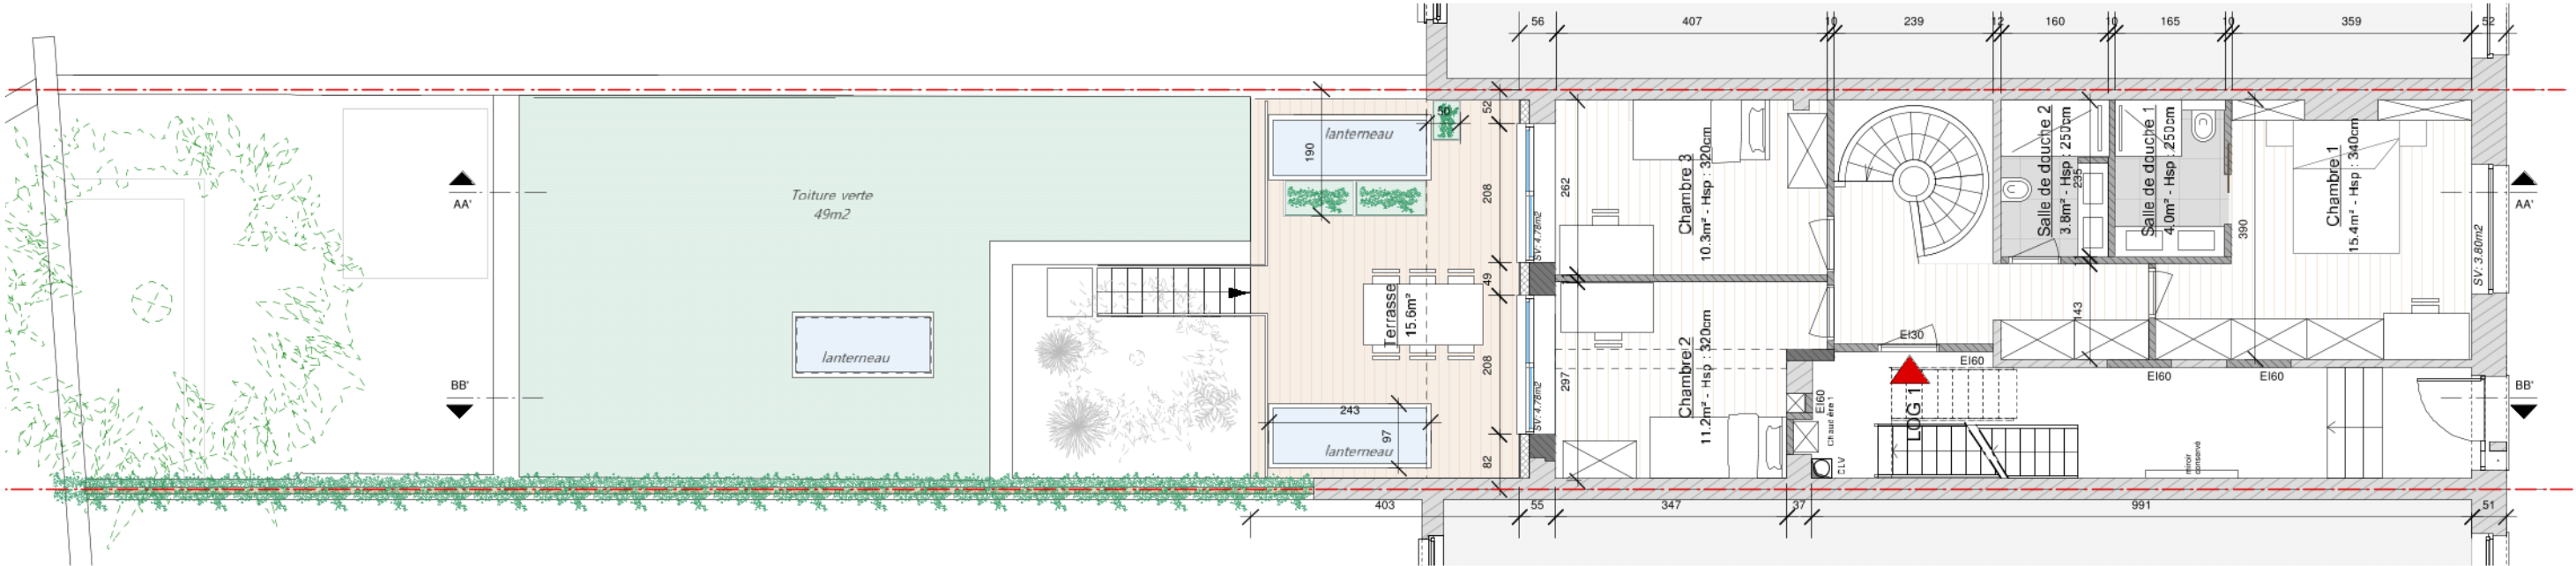 56
407
10
239
12
160
10
165
10
359
52
AA'
BB'
Toiture verte
49m2
lanterneau
lanterneau
190
50
52
208
49
208
82
Terrasse
15.6m²
243
97
lanterneau
SV: 4.78m2
SV: 4.78m2
262
297
Chambre 3
10.3m² - Hsp : 320cm
Chambre 2
11.2m² - Hsp : 320cm
Salle de douche 2
3.8m² - Hsp : 250cm
235
Salle de douche 1
4.0m² - Hsp : 250cm
143
390
Chambre 1
15.4m² - Hsp : 340cm
SV: 3.80m2
AA'
BB'
EI30
EI60
EI60
EI60
EI60
Chaudière 1
CLV
LOG 1
miroir
conservé
403
55
347
37
991
51